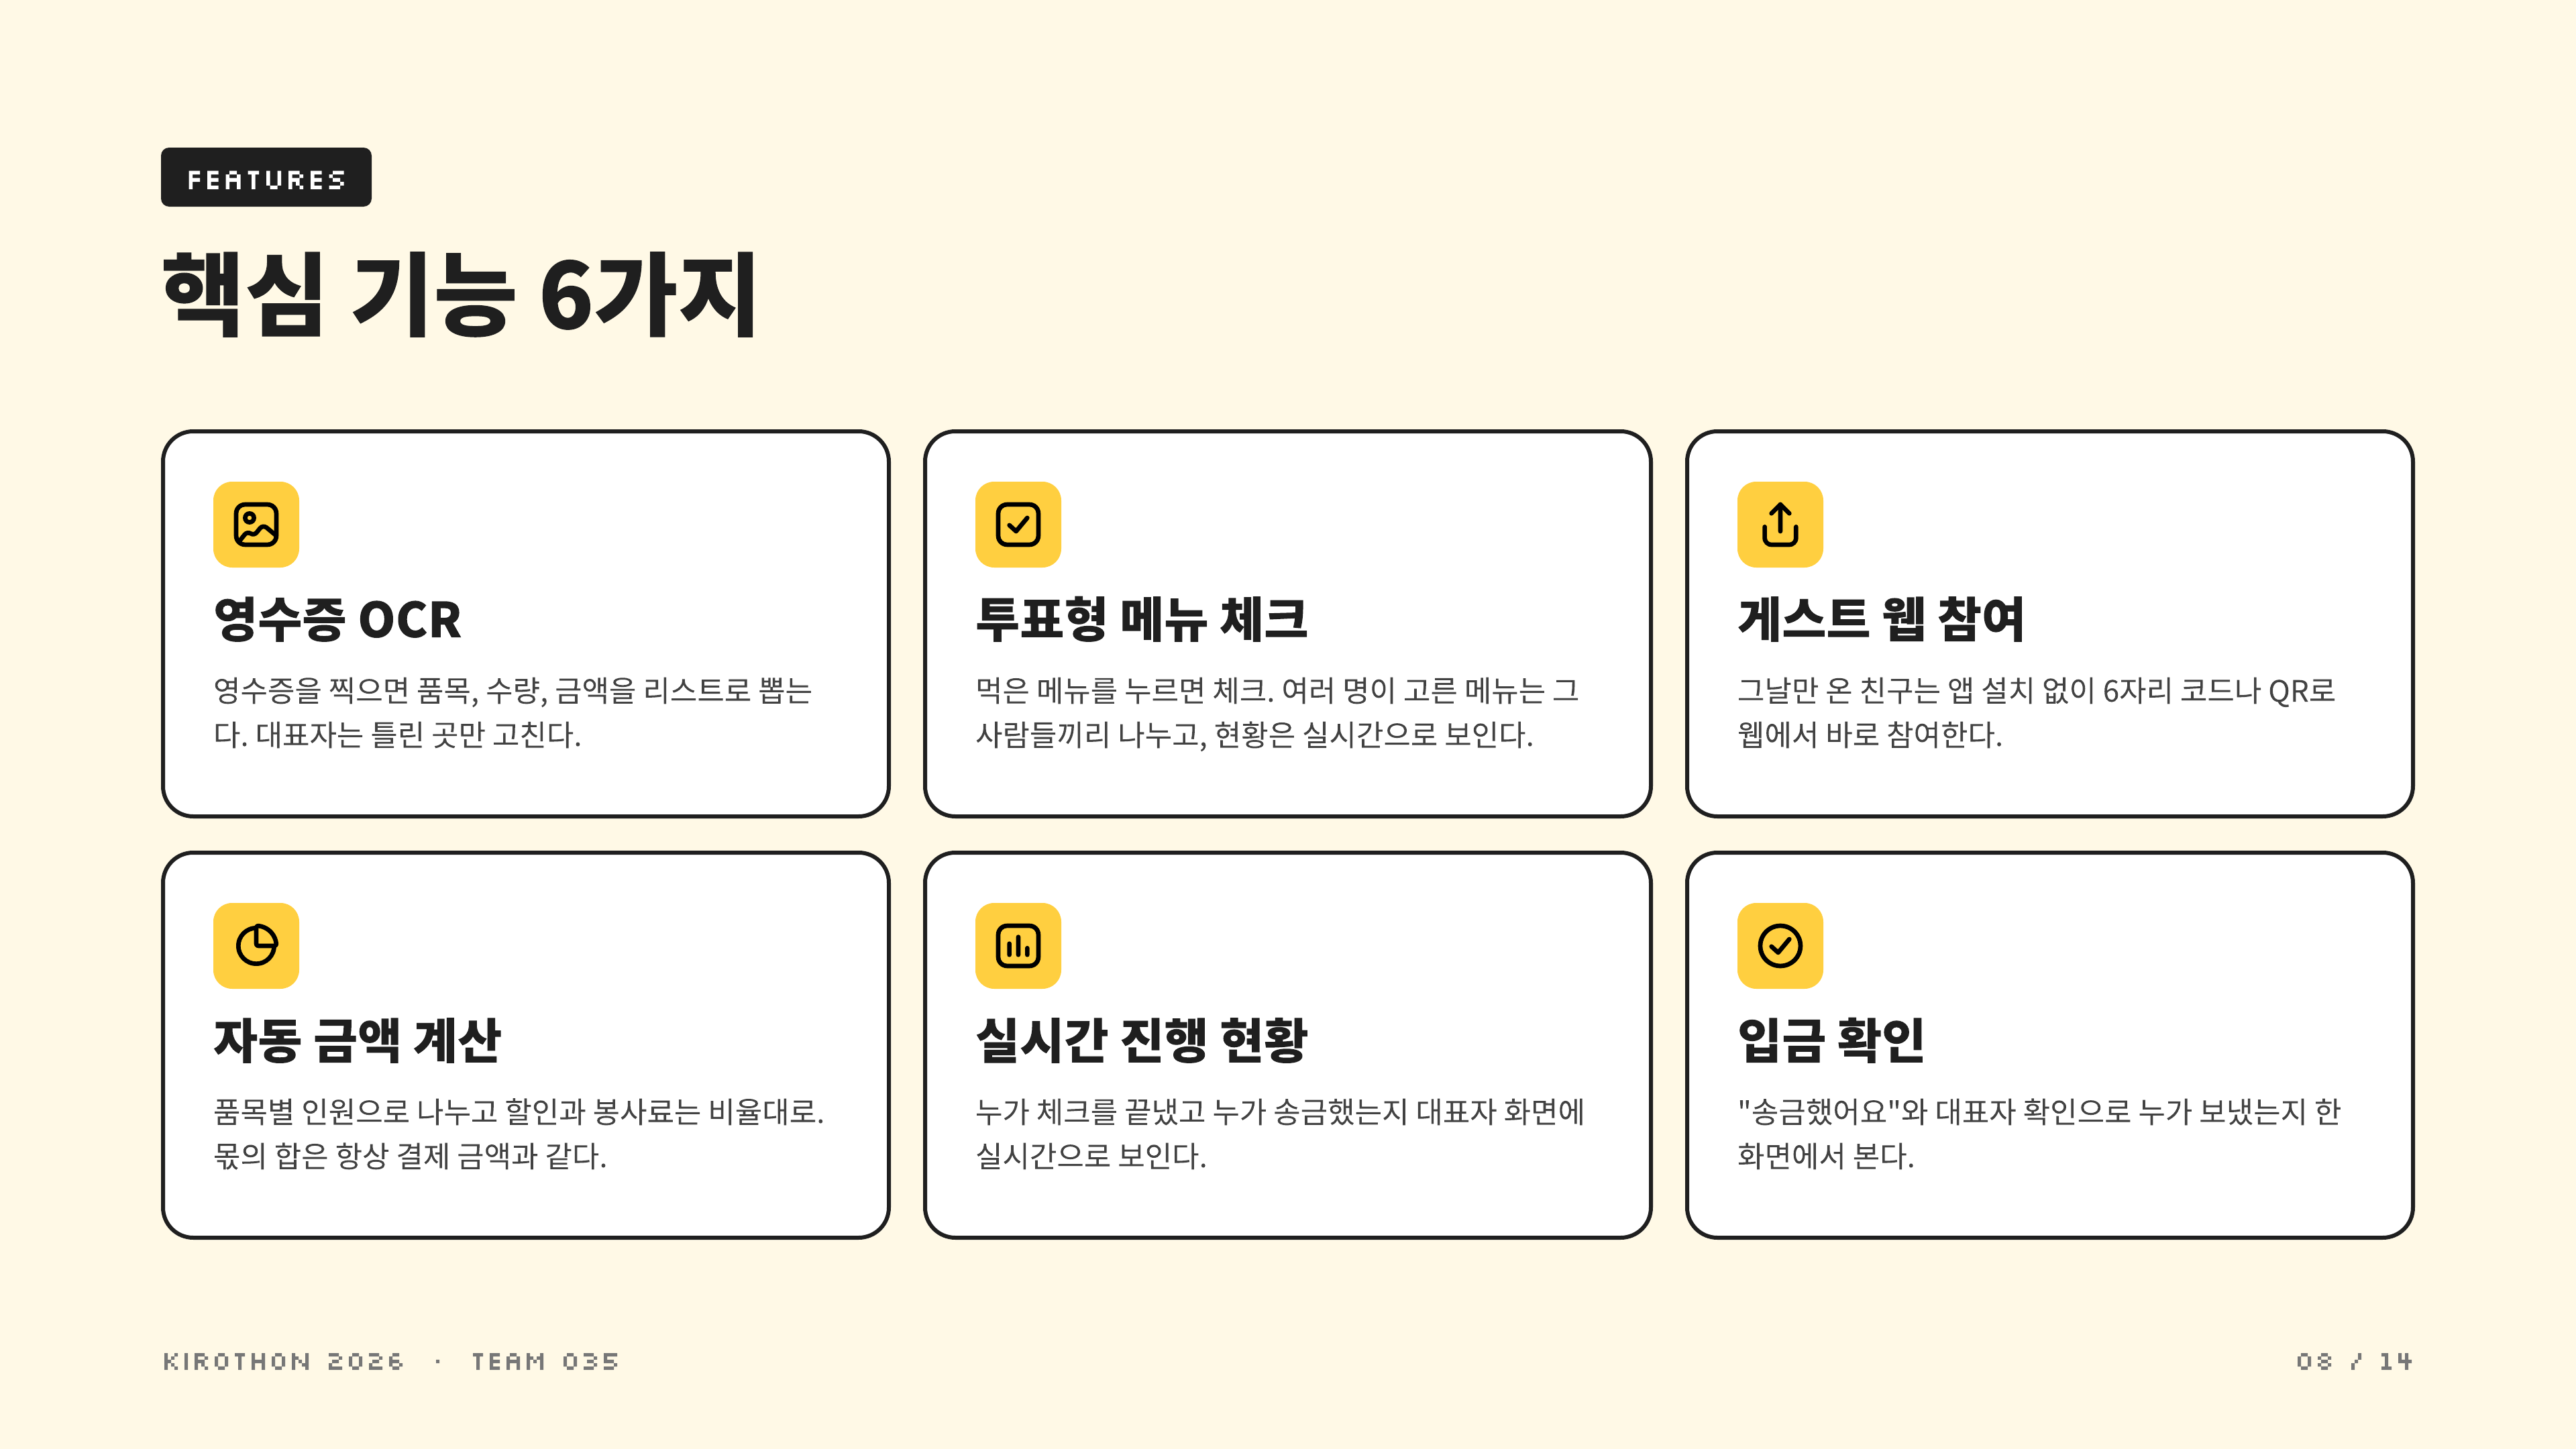 FEATURES
핵심 기능 6가지
영수증 OCR
영수증을 찍으면 품목, 수량, 금액을 리스트로 뽑는
다. 대표자는 틀린 곳만 고친다.
투표형 메뉴 체크
먹은 메뉴를 누르면 체크. 여러 명이 고른 메뉴는 그
사람들끼리 나누고, 현황은 실시간으로 보인다.
게스트 웹 참여
그날만 온 친구는 앱 설치 없이 6자리 코드나 QR로
웹에서 바로 참여한다.
자동 금액 계산
품목별 인원으로 나누고 할인과 봉사료는 비율대로.
몫의 합은 항상 결제 금액과 같다.
실시간 진행 현황
누가 체크를 끝냈고 누가 송금했는지 대표자 화면에
실시간으로 보인다.
입금 확인
"송금했어요"와 대표자 확인으로 누가 보냈는지 한
화면에서 본다.
KIROTHON 2026 · TEAM 035
08 / 14